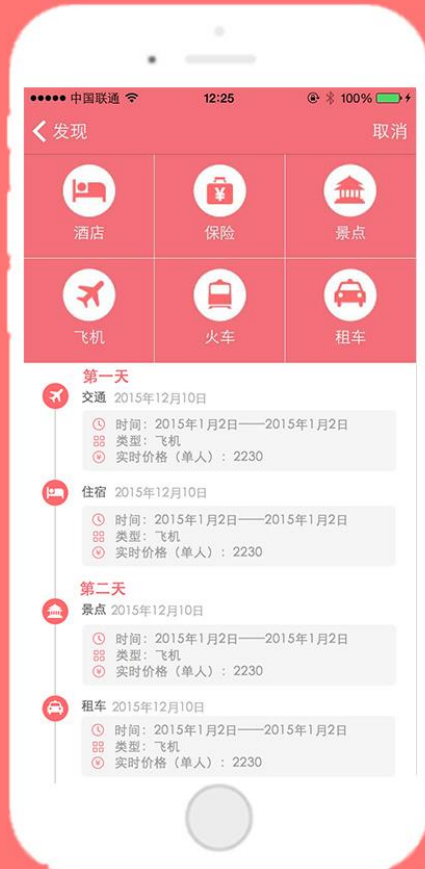 中国联通 12:25 100%
发现 取消
酒店 保险 景点
飞机 火车 租车
第一天
交通 2015年12月10日
时间：2015年1月2日——2015年1月2日
类型：飞机
实时价格（单人）：2230
住宿 2015年12月10日
时间：2015年1月2日——2015年1月2日
类型：飞机
实时价格（单人）：2230
第二天
景点 2015年12月10日
时间：2015年1月2日——2015年1月2日
类型：飞机
实时价格（单人）：2230
租车 2015年12月10日
时间：2015年1月2日——2015年1月2日
类型：飞机
实时价格（单人）：2230